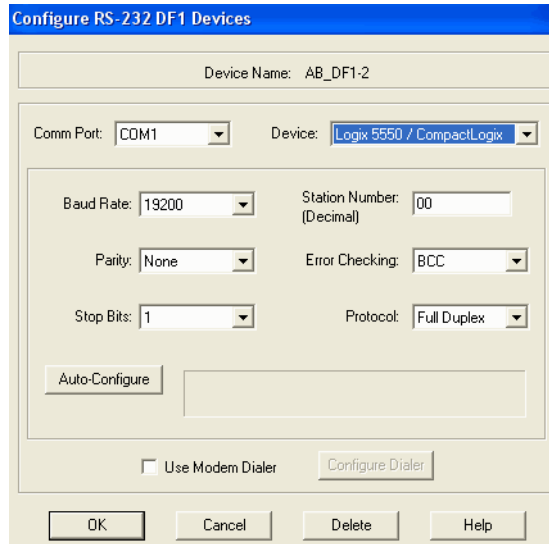 Configure RS-232 DF1 Devices
Device Name: AB_DF1-2
Comm Port: COM1 Device: Logix 5550 / CompactLogix
Baud Rate: 19200 Station Number: 00
(Decimal)
Parity: None Error Checking: BCC
Stop Bits: 1 Protocol: Full Duplex
Auto-Configure
Use Modem Dialer Configure Dialer
OK Cancel Delete Help